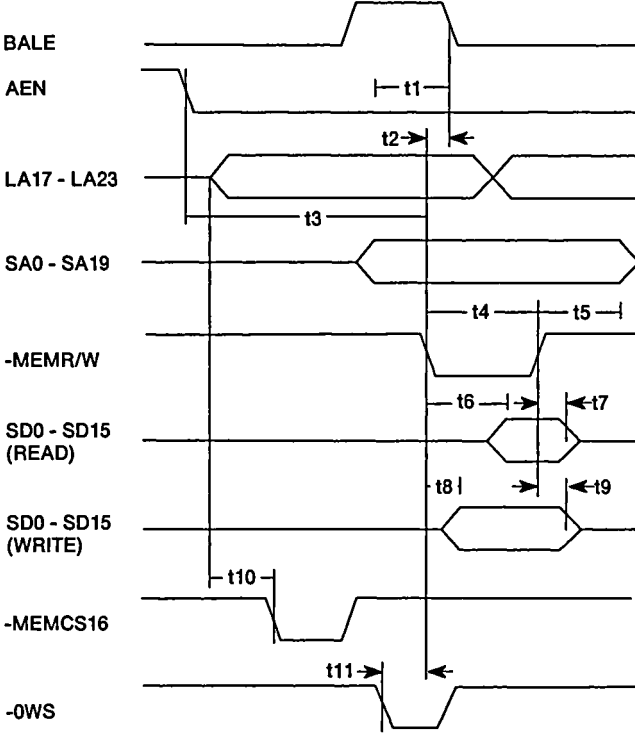 BALE
AEN
t1
t2
LA17 - LA23
t3
SA0 - SA19
t4
t5
-MEMR/W
t6
t7
SD0 - SD15
(READ)
t8
t9
SD0 - SD15
(WRITE)
t10
-MEMCS16
t11
-0WS